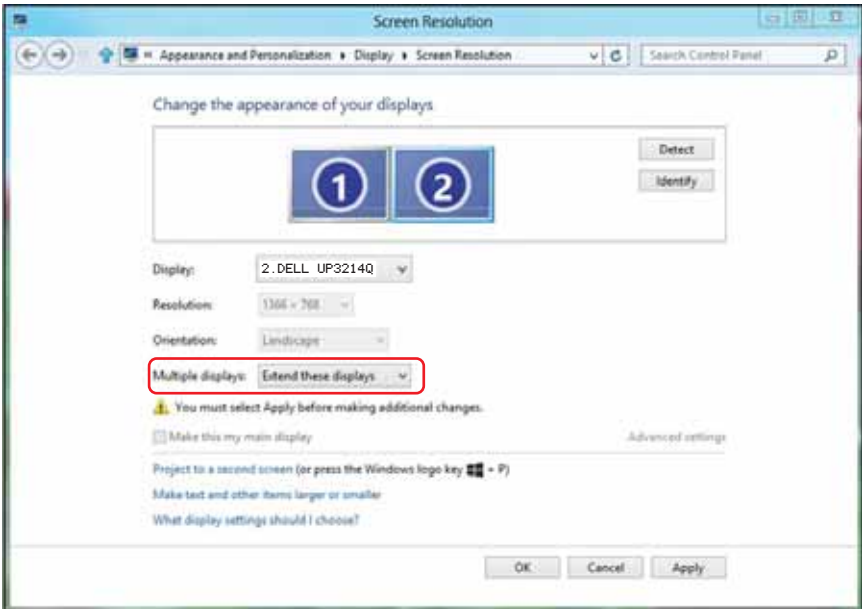 Screen Resolution
« Appearance and Personalization ▸ Display ▸ Screen Resolution
Search Control Panel
Change the appearance of your displays
1 2
Detect
Identify
Display: 2.DELL UP3214Q
Resolution: 1366 × 768
Orientation: Landscape
Multiple displays: Extend these displays
You must select Apply before making additional changes.
Make this my main display
Advanced settings
Project to a second screen (or press the Windows logo key + P)
Make text and other items larger or smaller
What display settings should I choose?
OK Cancel Apply